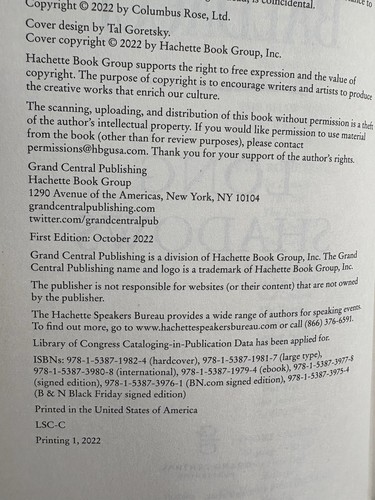 is coincidental.
Copyright © 2022 by Columbus Rose, Ltd.
Cover design by Tal Goretsky.
Cover copyright © 2022 by Hachette Book Group, Inc.
Hachette Book Group supports the right to free expression and the value of
copyright. The purpose of copyright is to encourage writers and artists to produce
the creative works that enrich our culture.
The scanning, uploading, and distribution of this book without permission is a theft
of the author's intellectual property. If you would like permission to use material
from the book (other than for review purposes), please contact
permissions@hbgusa.com. Thank you for your support of the author's rights.
Grand Central Publishing
Hachette Book Group
1290 Avenue of the Americas, New York, NY 10104
grandcentralpublishing.com
twitter.com/grandcentralpub
First Edition: October 2022
Grand Central Publishing is a division of Hachette Book Group, Inc. The Grand
Central Publishing name and logo is a trademark of Hachette Book Group, Inc.
The publisher is not responsible for websites (or their content) that are not owned
by the publisher.
The Hachette Speakers Bureau provides a wide range of authors for speaking events.
To find out more, go to www.hachettespeakersbureau.com or call (866) 376-6591.
Library of Congress Cataloging-in-Publication Data has been applied for.
ISBNs: 978-1-5387-1982-4 (hardcover), 978-1-5387-1981-7 (large type),
978-1-5387-3980-8 (international), 978-1-5387-1979-4 (ebook), 978-1-5387-3977-8
(signed edition), 978-1-5387-3976-1 (BN.com signed edition), 978-1-5387-3975-4
(B & N Black Friday signed edition)
Printed in the United States of America
LSC-C
Printing 1, 2022